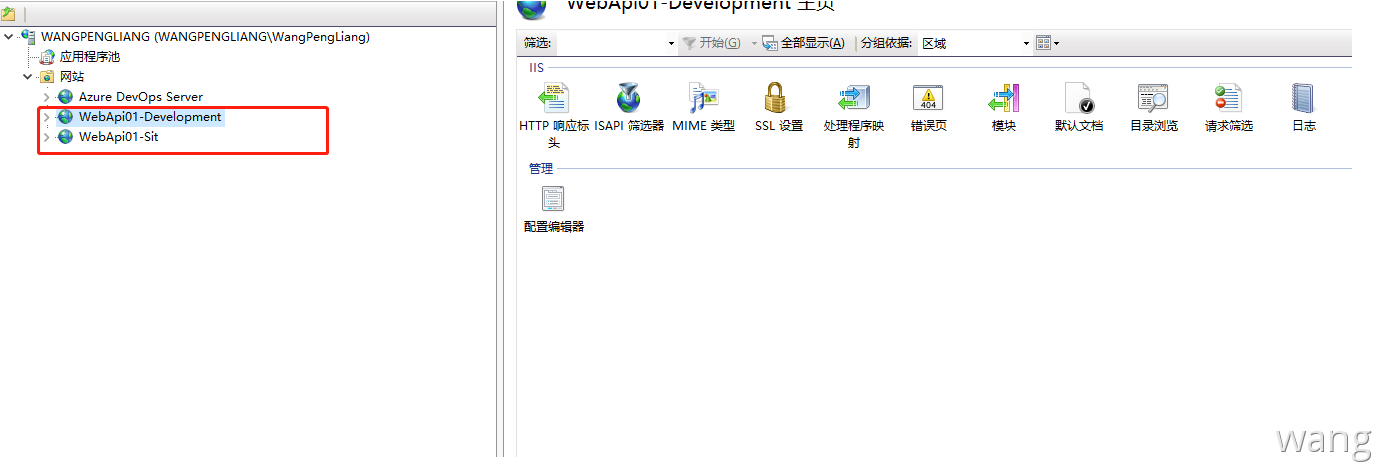 WebApi01-Development 主页
WANGPENGLIANG (WANGPENGLIANG\WangPengLiang)
应用程序池
网站
Azure DevOps Server
WebApi01-Development
WebApi01-Sit
筛选: 开始(G) 全部显示(A) 分组依据: 区域
IIS
HTTP 响应标头
ISAPI 筛选器
MIME 类型
SSL 设置
处理程序映射
404
错误页
模块
默认文档
目录浏览
请求筛选
日志
管理
配置编辑器
wang